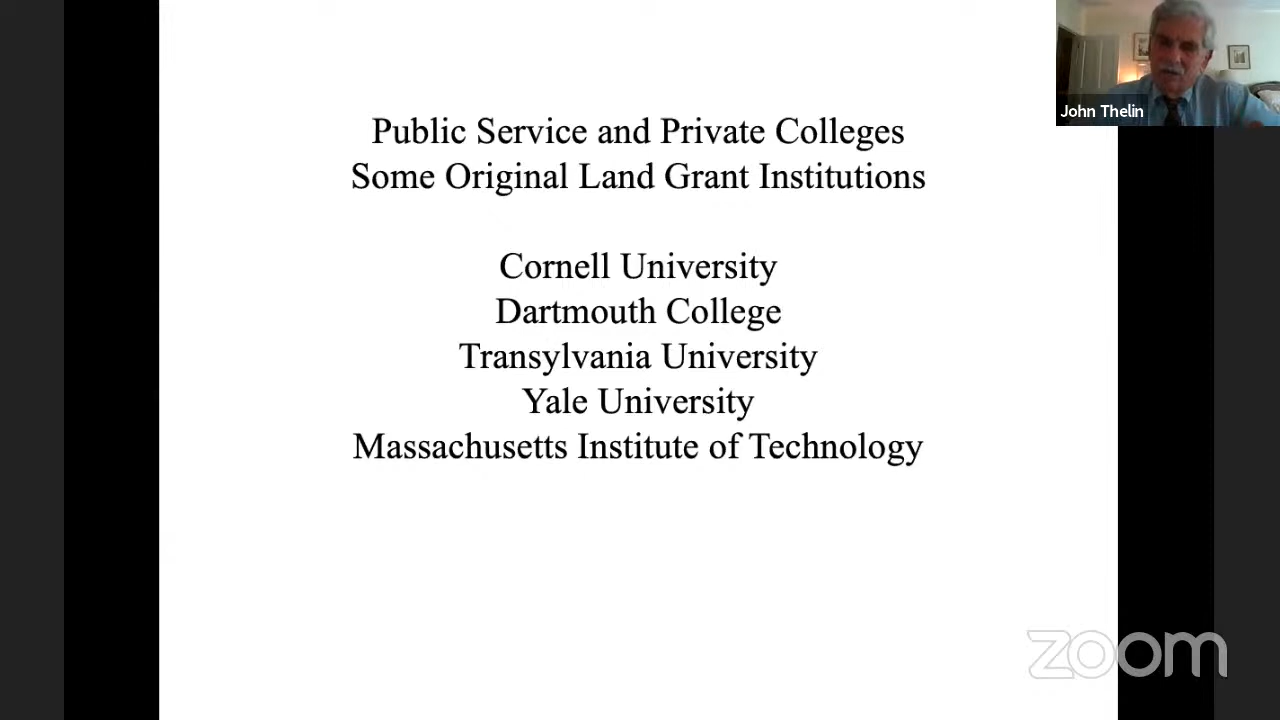 Public Service and Private Colleges
Some Original Land Grant Institutions
Cornell University
Dartmouth College
Transylvania University
Yale University
Massachusetts Institute of Technology
John Thelin
zoom